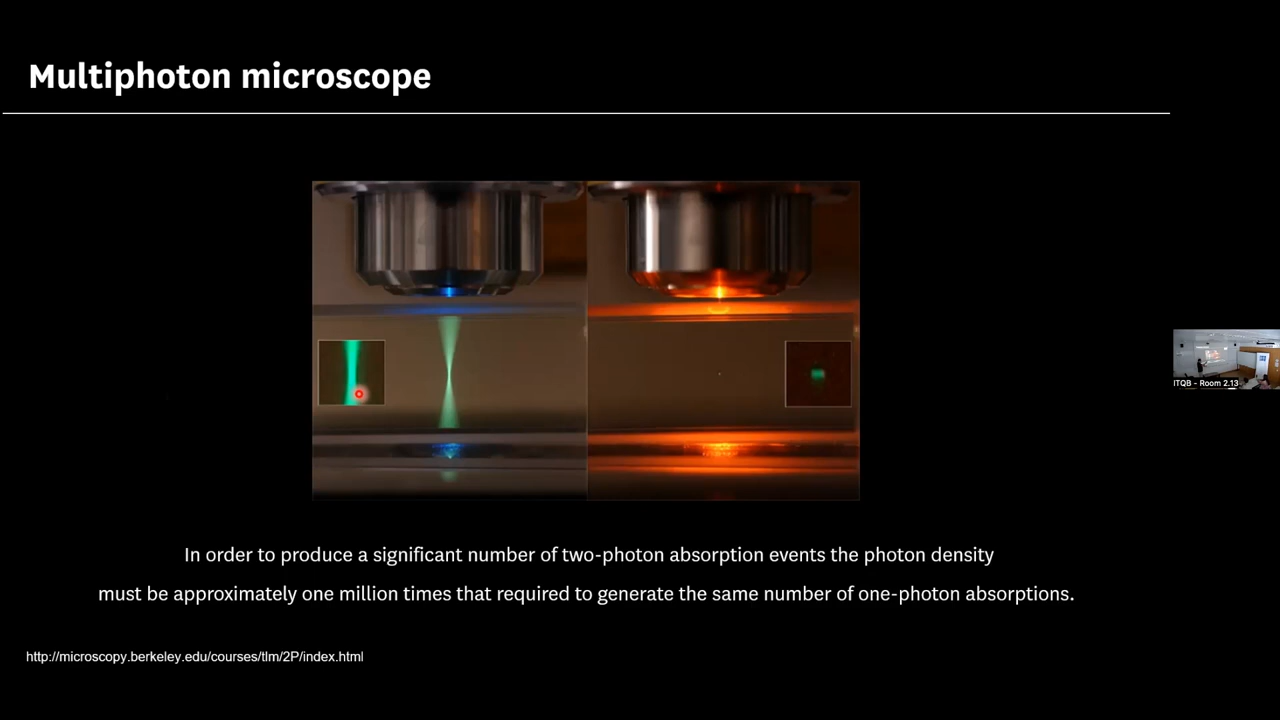 Multiphoton microscope
ITQB - Room 2.13
In order to produce a significant number of two-photon absorption events the photon density
must be approximately one million times that required to generate the same number of one-photon absorptions.
http://microscopy.berkeley.edu/courses/tlm/2P/index.html